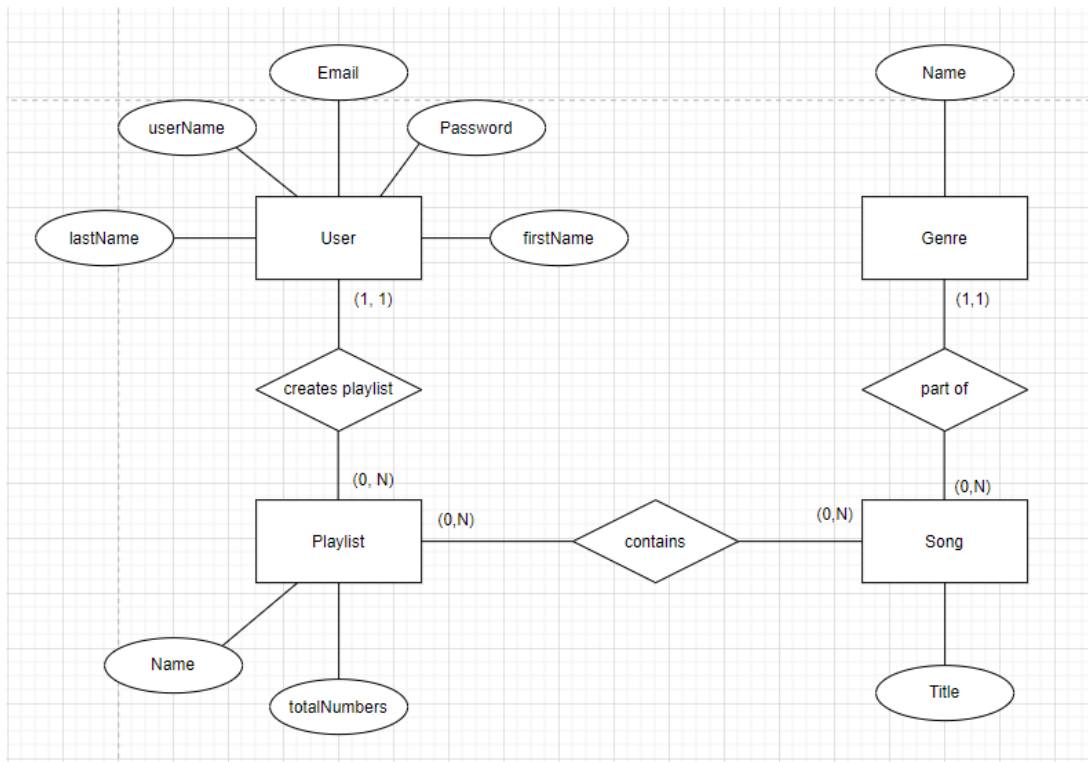 Email
Name
userName
Password
lastName
User
firstName
Genre
(1, 1)
(1,1)
creates playlist
part of
(0, N)
(0,N)
(0,N)
(0,N)
Playlist
contains
Song
Name
totalNumbers
Title